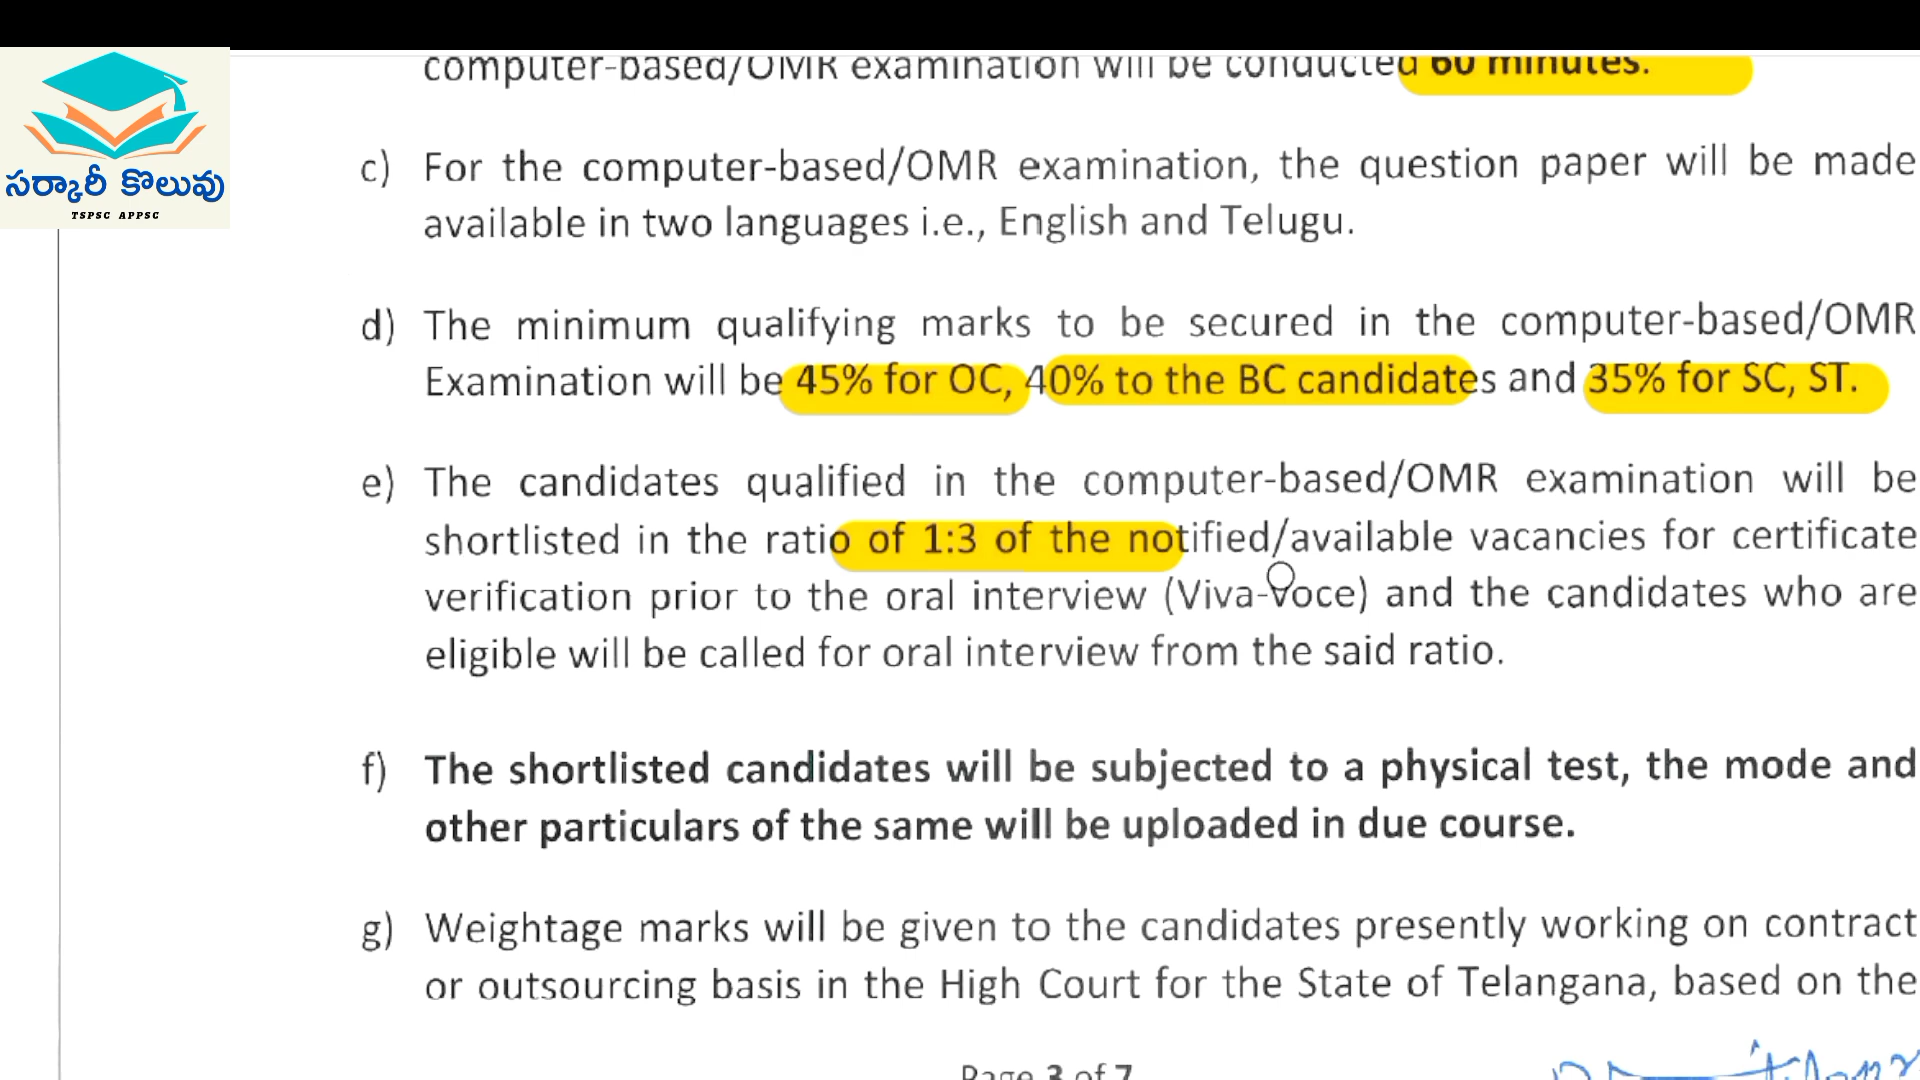 computer-based/OMR examination will be conducted 60 minutes.
సర్కారీ కొలువు
TSPSC APPSC
c) For the computer-based/OMR examination, the question paper will be made
available in two languages i.e., English and Telugu.
d) The minimum qualifying marks to be secured in the computer-based/OMR
Examination will be 45% for OC, 40% to the BC candidates and 35% for SC, ST.
e) The candidates qualified in the computer-based/OMR examination will be
shortlisted in the ratio of 1:3 of the notified/available vacancies for certificate
verification prior to the oral interview (Viva-Voce) and the candidates who are
eligible will be called for oral interview from the said ratio.
f) The shortlisted candidates will be subjected to a physical test, the mode and
other particulars of the same will be uploaded in due course.
g) Weightage marks will be given to the candidates presently working on contract
or outsourcing basis in the High Court for the State of Telangana, based on the
Page 3 of 7